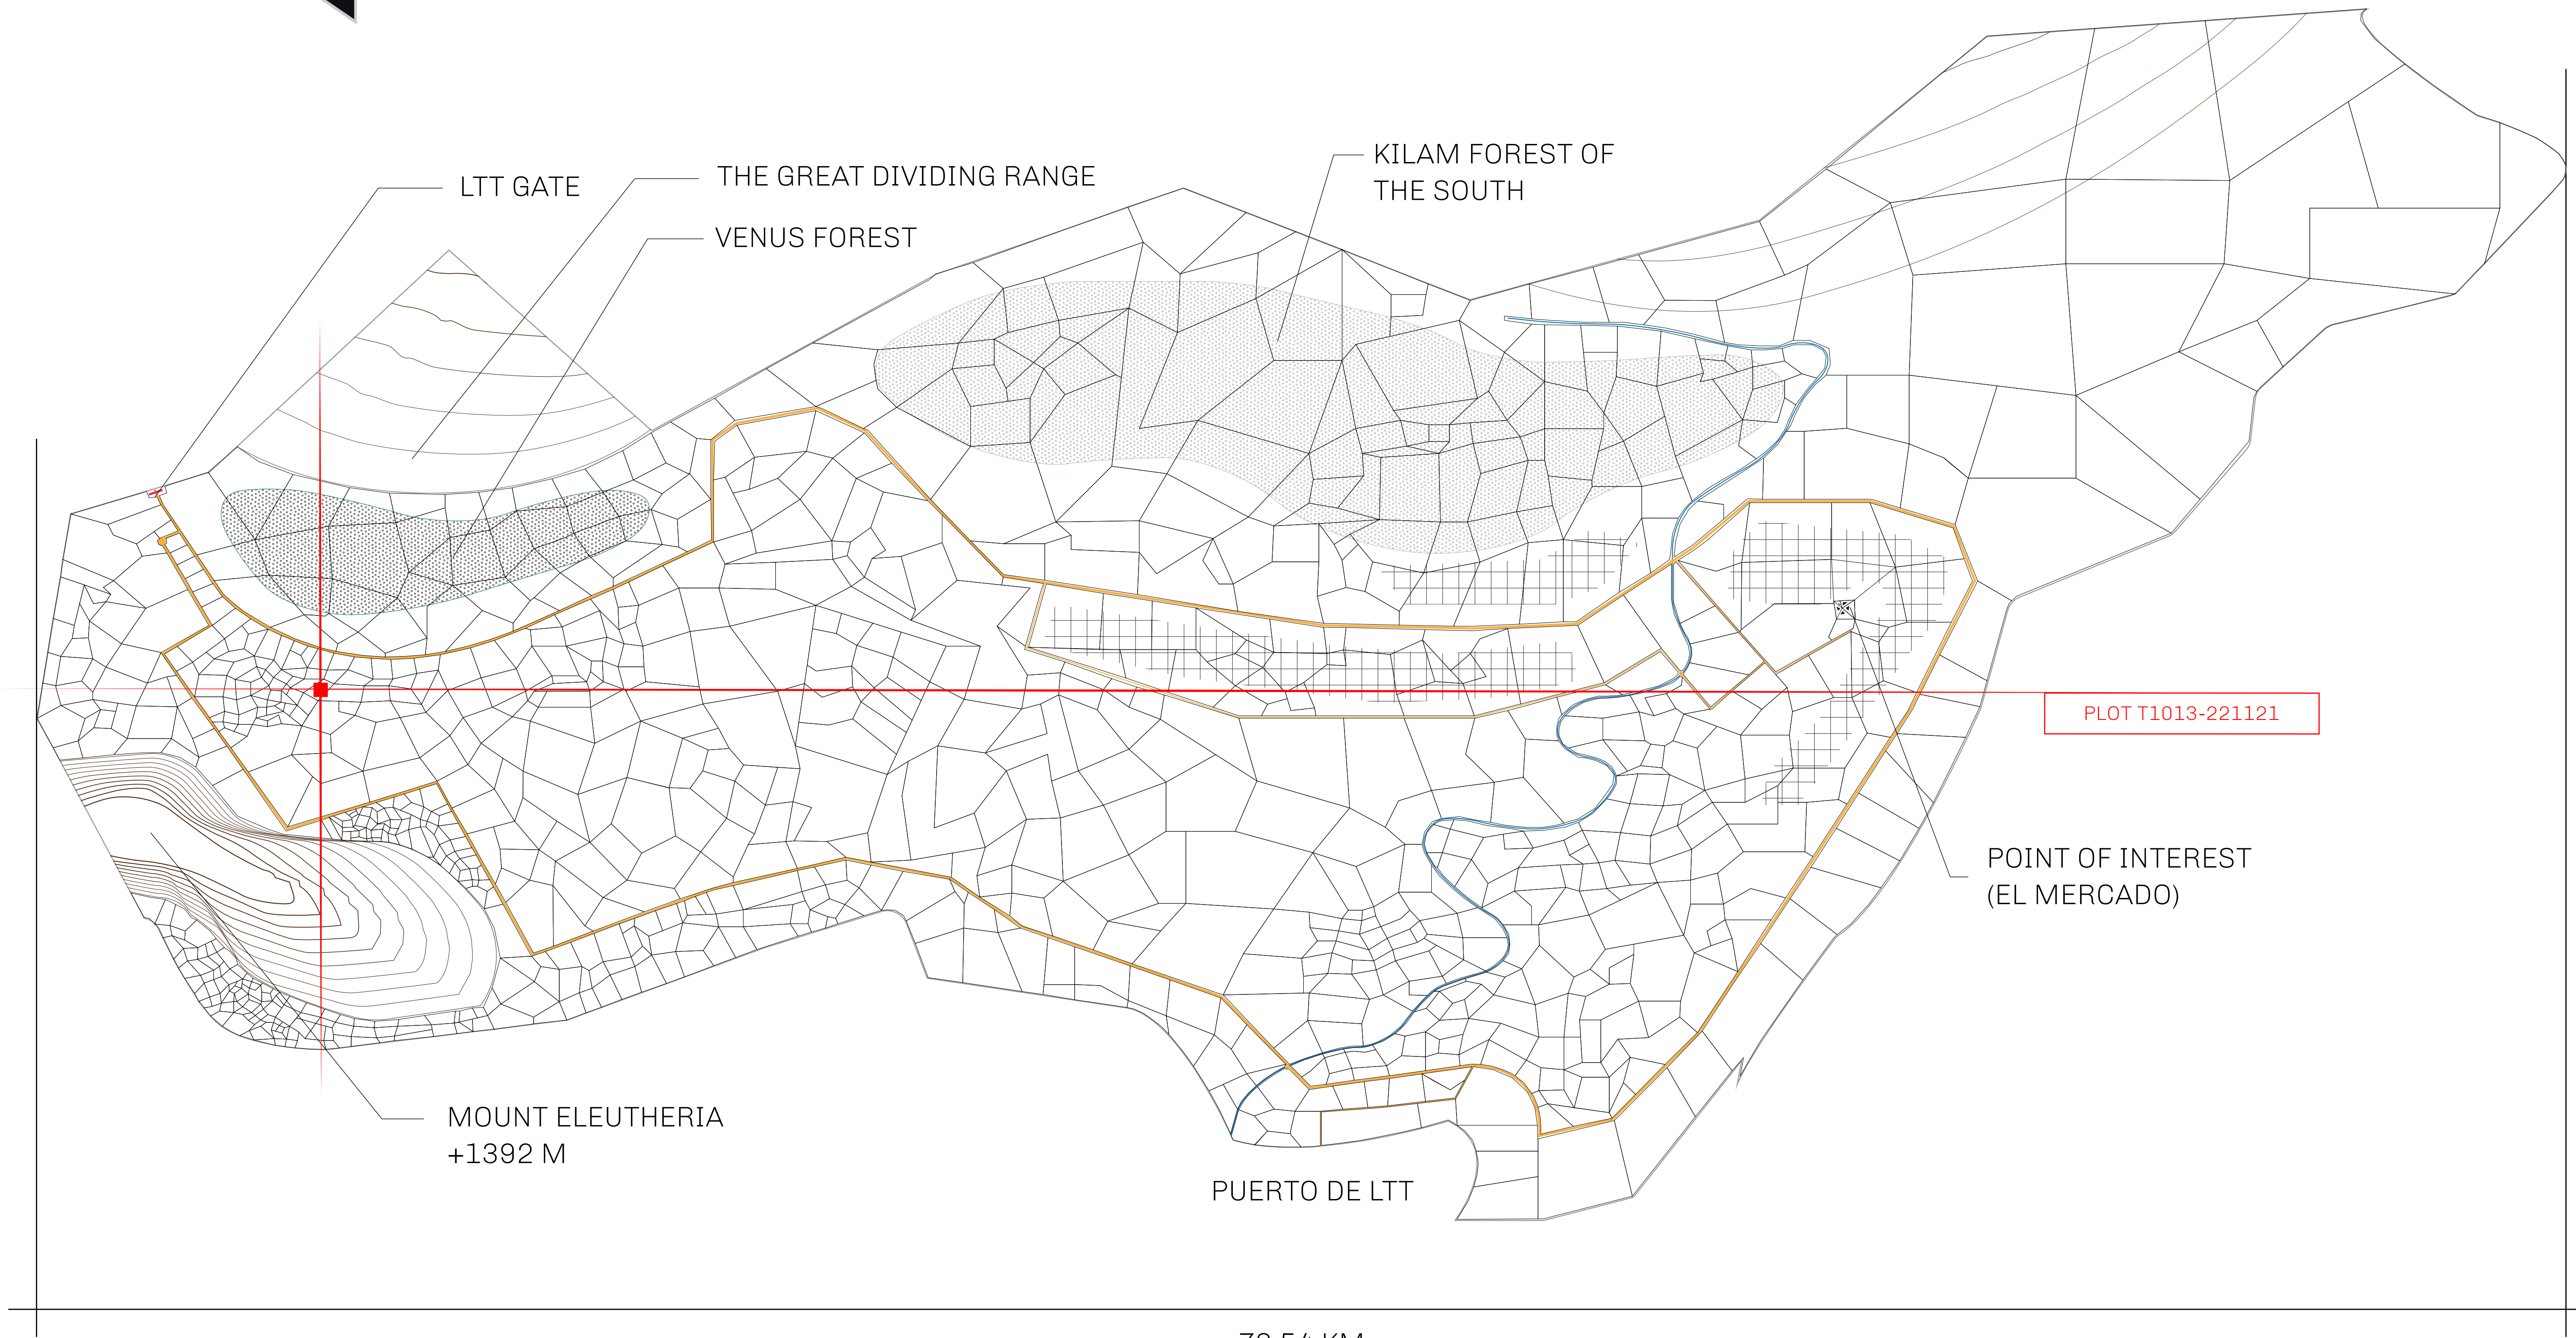 LTT GATE
THE GREAT DIVIDING RANGE
VENUS FOREST
KILAM FOREST OF
THE SOUTH
PLOT T1013-221121
POINT OF INTEREST
(EL MERCADO)
MOUNT ELEUTHERIA
+1392 M
PUERTO DE LTT
KM